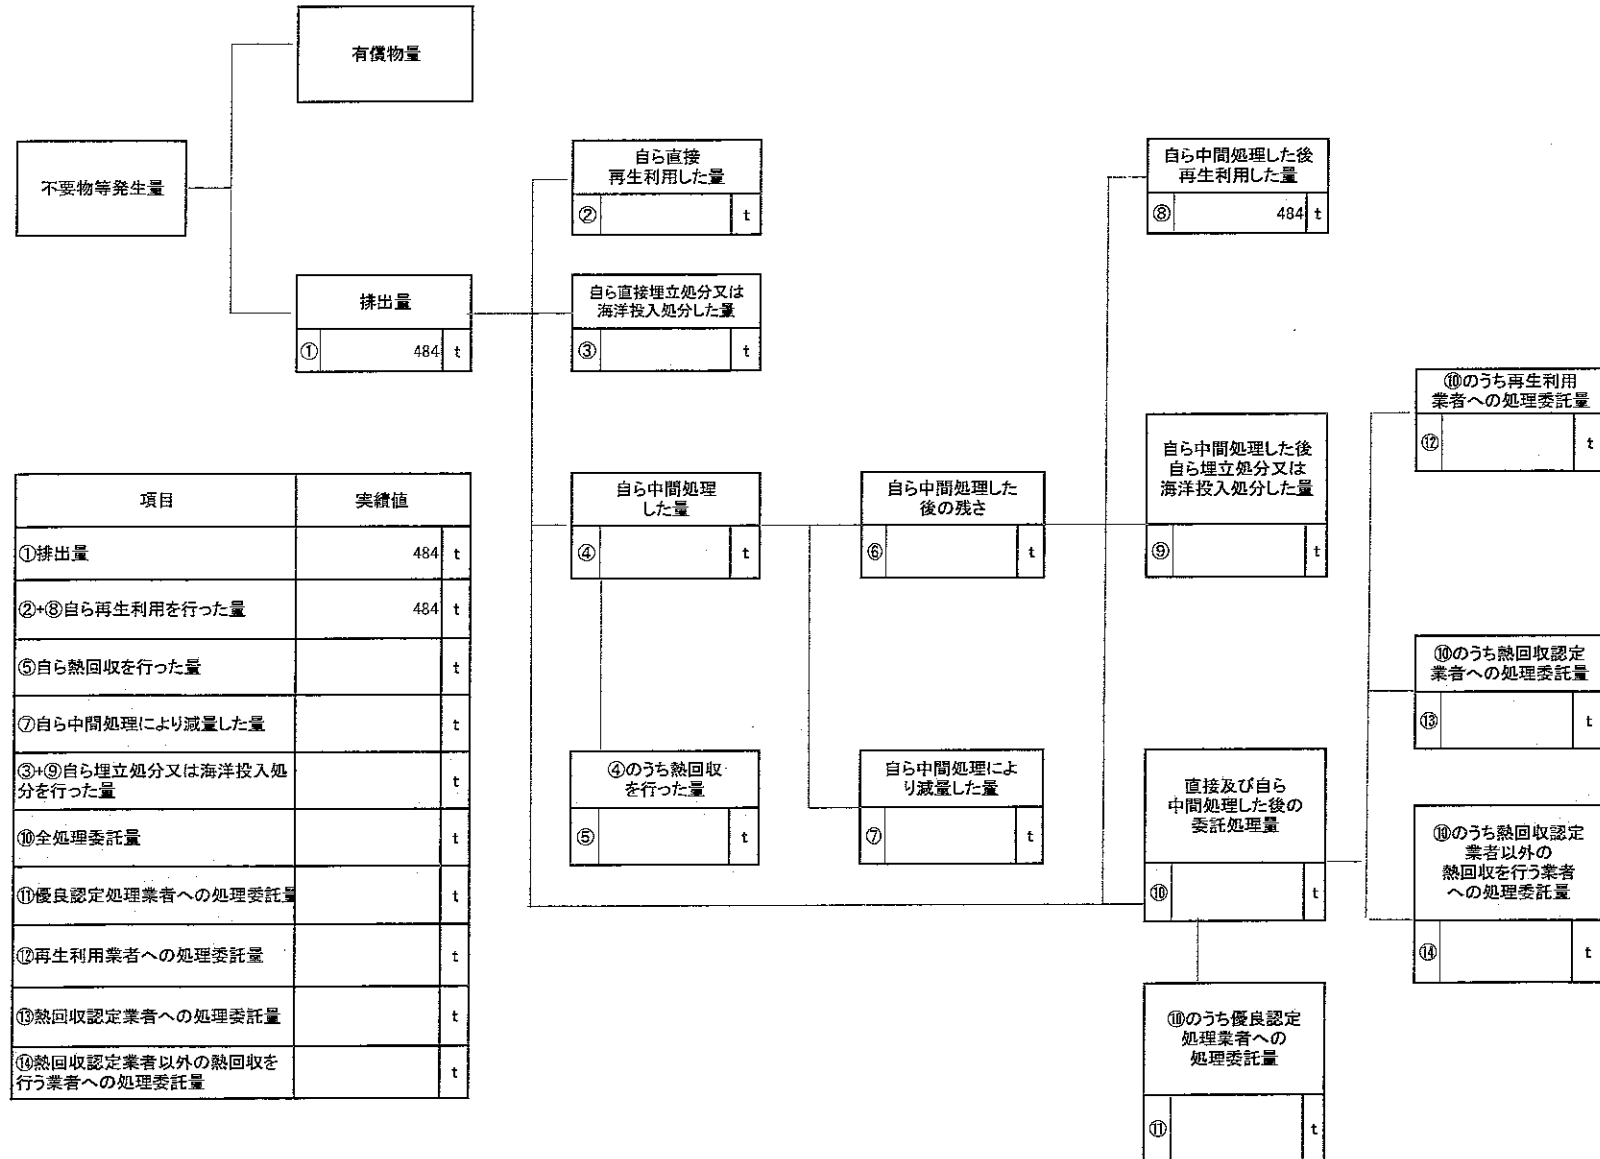 有償物量
不要物等発生量
排出量
① 484 t
自ら直接
再生利用した量
② t
自ら直接埋立処分又は
海洋投入処分した量
③ t
自ら中間処理
した量
④ t
④のうち熱回収
を行った量
⑤ t
自ら中間処理した
後の残さ
⑥ t
自ら中間処理によ
り減量した量
⑦ t
自ら中間処理した後
再生利用した量
⑧ 484 t
自ら中間処理した後
自ら埋立処分又は
海洋投入処分した量
⑨ t
直接及び自ら
中間処理した後の
委託処理量
⑩ t
⑩のうち優良認定
処理業者への
処理委託量
⑪ t
⑩のうち再生利用
業者への処理委託量
⑫ t
⑩のうち熱回収認定
業者への処理委託量
⑬ t
⑩のうち熱回収認定
業者以外の
熱回収を行う業者
への処理委託量
⑭ t
項目 実績値
①排出量 484 t
②+⑧自ら再生利用を行った量 484 t
⑤自ら熱回収を行った量 t
⑦自ら中間処理により減量した量 t
③+⑨自ら埋立処分又は海洋投入処
分を行った量 t
⑩全処理委託量 t
⑪優良認定処理業者への処理委託量 t
⑫再生利用業者への処理委託量 t
⑬熱回収認定業者への処理委託量 t
⑭熱回収認定業者以外の熱回収を
行う業者への処理委託量 t